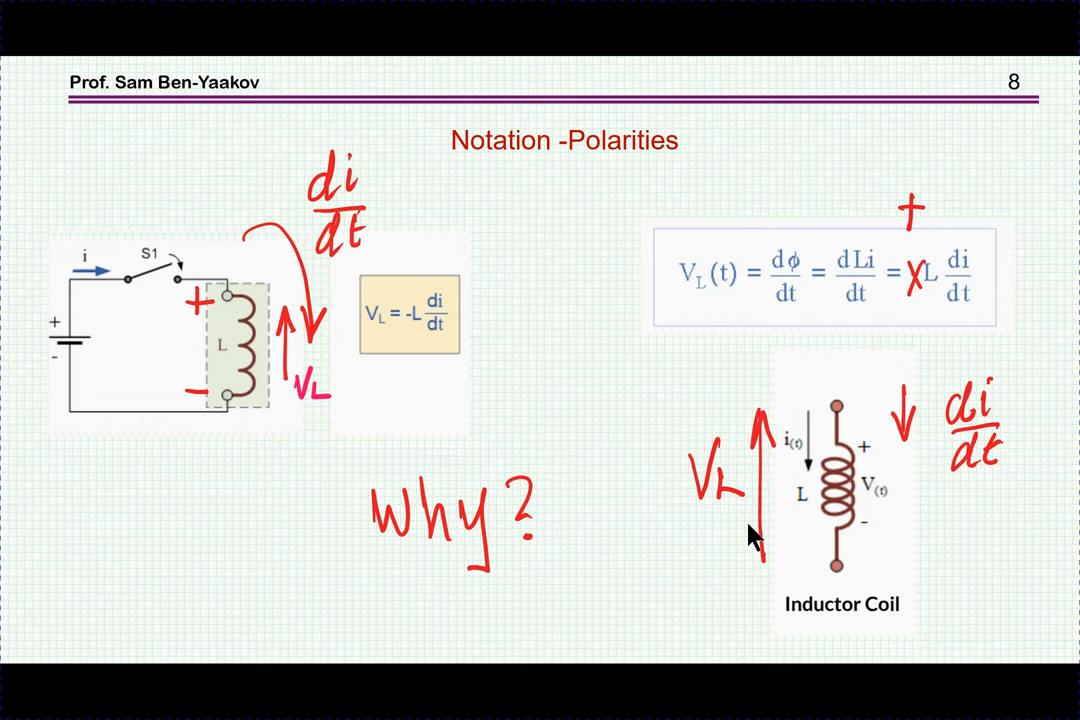 Prof. Sam Ben-Yaakov
8
Notation -Polarities
di
dt
i
S1
+
-
+
-
L
VL
VL = -L di/dt
+
VL(t) = dϕ/dt = dLi/dt = X L di/dt
Why?
VL
i(t)
L
+
V(t)
-
di
dt
Inductor Coil